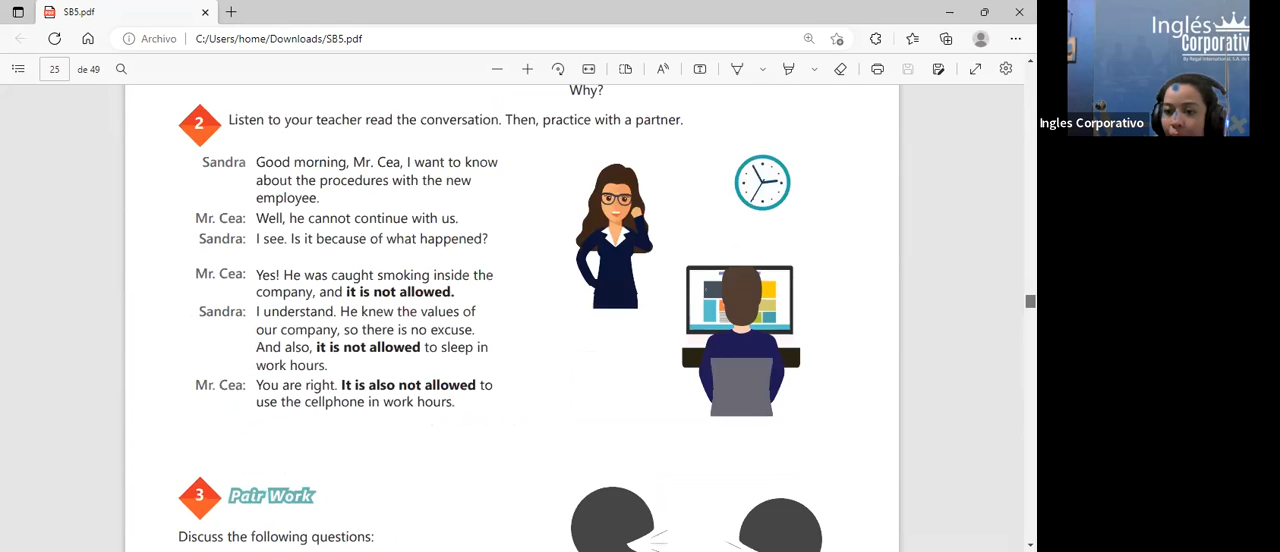 SB5.pdf
Archivo
C:/Users/home/Downloads/SB5.pdf
25
de 49
Why?
2
Listen to your teacher read the conversation. Then, practice with a partner.
Sandra
Good morning, Mr. Cea, I want to know
about the procedures with the new
employee.
Mr. Cea:
Well, he cannot continue with us.
Sandra:
I see. Is it because of what happened?
Mr. Cea:
Yes! He was caught smoking inside the
company, and it is not allowed.
Sandra:
I understand. He knew the values of
our company, so there is no excuse.
And also, it is not allowed to sleep in
work hours.
Mr. Cea:
You are right. It is also not allowed to
use the cellphone in work hours.
3
Pair Work
Discuss the following questions:
Inglés
Corporativ
By Regal International, S.A. de
Ingles Corporativo